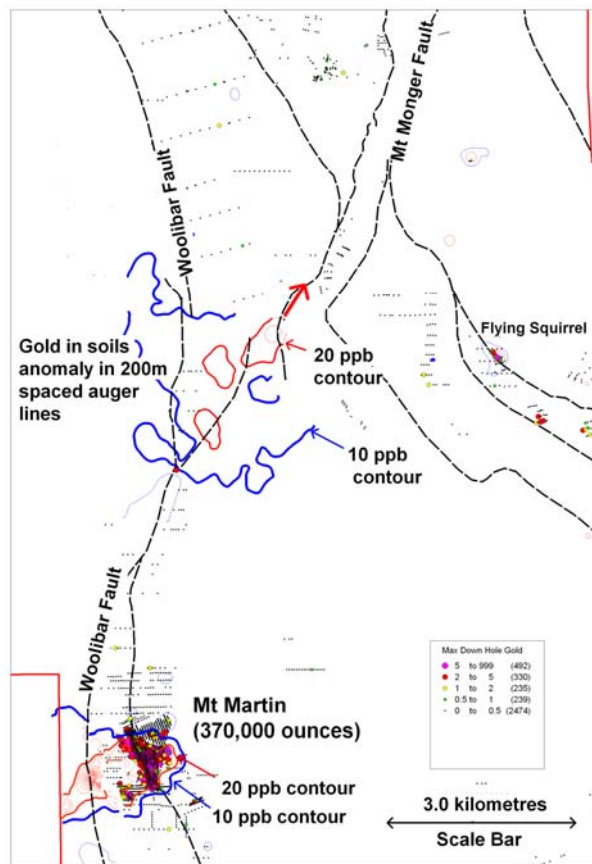 Mt Monger Fault
Woolibar Fault
Gold in soils
anomaly in 200m
spaced auger
lines
20 ppb
contour
Flying Squirrel
10 ppb
contour
Woolibar Fault
Max Down Hole Gold
5 to 999 (492)
2 to 5 (330)
1 to 2 (235)
0.5 to 1 (239)
0 to 0.5 (2474)
Mt Martin
(370,000 ounces)
20 ppb contour
10 ppb contour
3.0 kilometres
Scale Bar